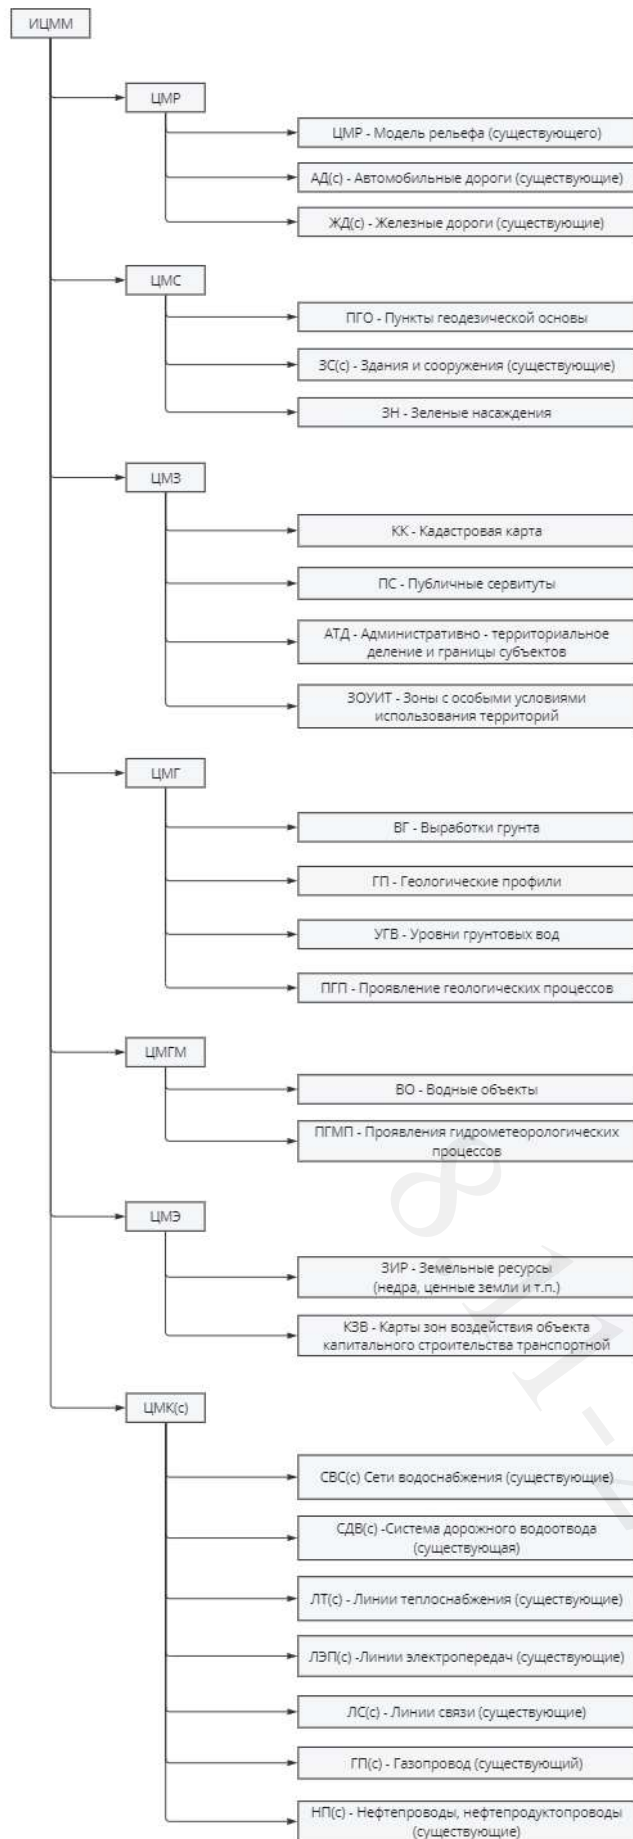 ИЦММ
ЦМР
ЦМР - Модель рельефа (существующего)
АД(с) - Автомобильные дороги (существующие)
ЖД(с) - Железные дороги (существующие)
ЦМС
ПГО - Пункты геодезической основы
ЗС(с) - Здания и сооружения (существующие)
ЗН - Зеленые насаждения
ЦМЗ
КК - Кадастровая карта
ПС - Публичные сервитуты
АТД - Административно - территориальное
деление и границы субъектов
ЗОУИТ - Зоны с особыми условиями
использования территорий
ЦМГ
ВГ - Выработки грунта
ГП - Геологические профили
УГВ - Уровни грунтовых вод
ПГП - Проявление геологических процессов
ЦМГМ
ВО - Водные объекты
ПГМП - Проявления гидрометеорологических
процессов
ЦМЭ
ЗИР - Земельные ресурсы
(недра, ценные земли и т.п.)
КЗВ - Карты зон воздействия объекта
капитального строительства транспортной
ЦМК(с)
СВС(с) Сети водоснабжения (существующие)
СДВ(с) -Система дорожного водоотвода
(существующая)
ЛТ(с) - Линии теплоснабжения (существующие)
ЛЭП(с) -Линии электропередач (существующие)
ЛС(с) - Линии связи (существующие)
ГП(с) - Газопровод (существующий)
НП(с) - Нефтепроводы, нефтепродуктопроводы
(существующие)